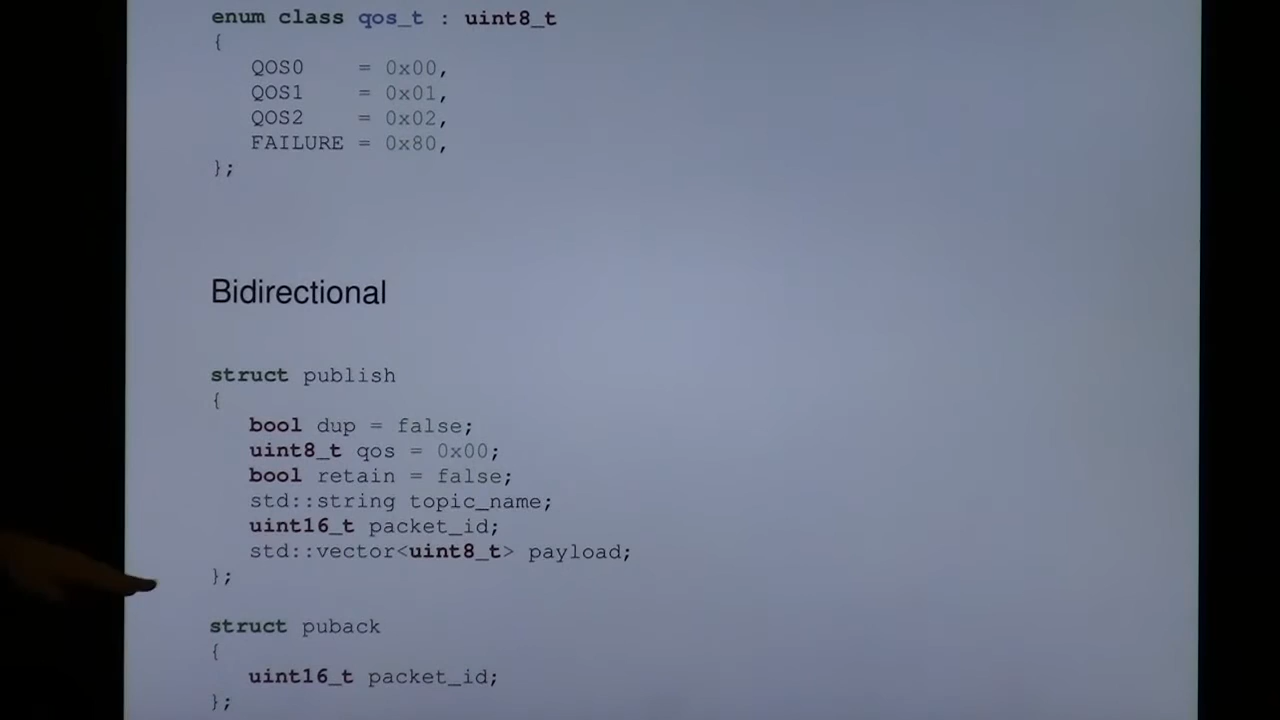 enum class qos_t : uint8_t
{
QOS0 = 0x00,
QOS1 = 0x01,
QOS2 = 0x02,
FAILURE = 0x80,
};
Bidirectional
struct publish
{
bool dup = false;
uint8_t qos = 0x00;
bool retain = false;
std::string topic_name;
uint16_t packet_id;
std::vector<uint8_t> payload;
};
struct puback
{
uint16_t packet_id;
};